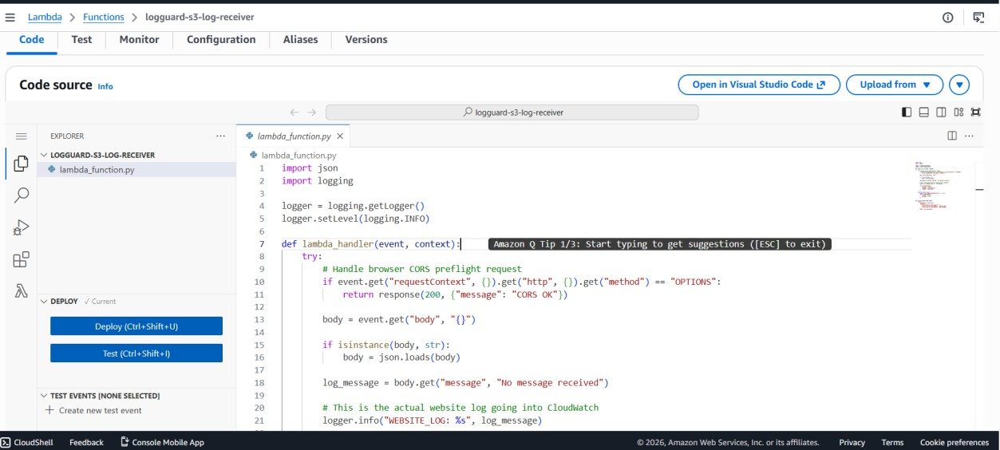 Lambda > Functions > logguard-s3-log-receiver
Code Test Monitor Configuration Aliases Versions
Code source Info
Open in Visual Studio Code Upload from
logguard-s3-log-receiver
EXPLORER
LOGGUARD-S3-LOG-RECEIVER
lambda_function.py
DEPLOY ✓ Current
Deploy (Ctrl+Shift+U)
Test (Ctrl+Shift+I)
TEST EVENTS [NONE SELECTED]
+ Create new test event
lambda_function.py
lambda_function.py
1 import json
2 import logging
3
4 logger = logging.getLogger()
5 logger.setLevel(logging.INFO)
6
7 def lambda_handler(event, context): Amazon Q Tip 1/3: Start typing to get suggestions ([ESC] to exit)
8     try:
9         # Handle browser CORS preflight request
10         if event.get("requestContext", {}).get("http", {}).get("method") == "OPTIONS":
11             return response(200, {"message": "CORS OK"})
12
13         body = event.get("body", "{}")
14
15         if isinstance(body, str):
16             body = json.loads(body)
17
18         log_message = body.get("message", "No message received")
19
20         # This is the actual website log going into CloudWatch
21         logger.info("WEBSITE_LOG: %s", log_message)
CloudShell Feedback Console Mobile App © 2026, Amazon Web Services, Inc. or its affiliates. Privacy Terms Cookie preferences